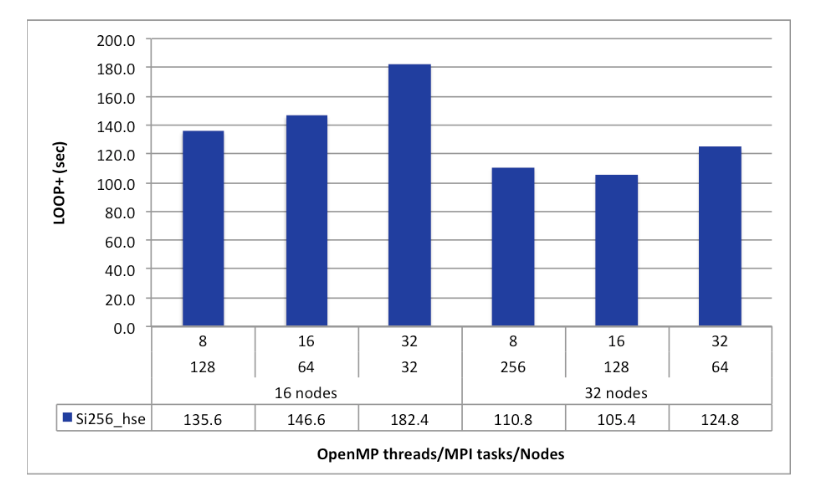 200.0
180.0
160.0
140.0
120.0
100.0
80.0
60.0
40.0
20.0
0.0
LOOP+ (sec)
8 16 32 8 16 32
128 64 32 256 128 64
16 nodes 32 nodes
Si256_hse 135.6 146.6 182.4 110.8 105.4 124.8
OpenMP threads/MPI tasks/Nodes